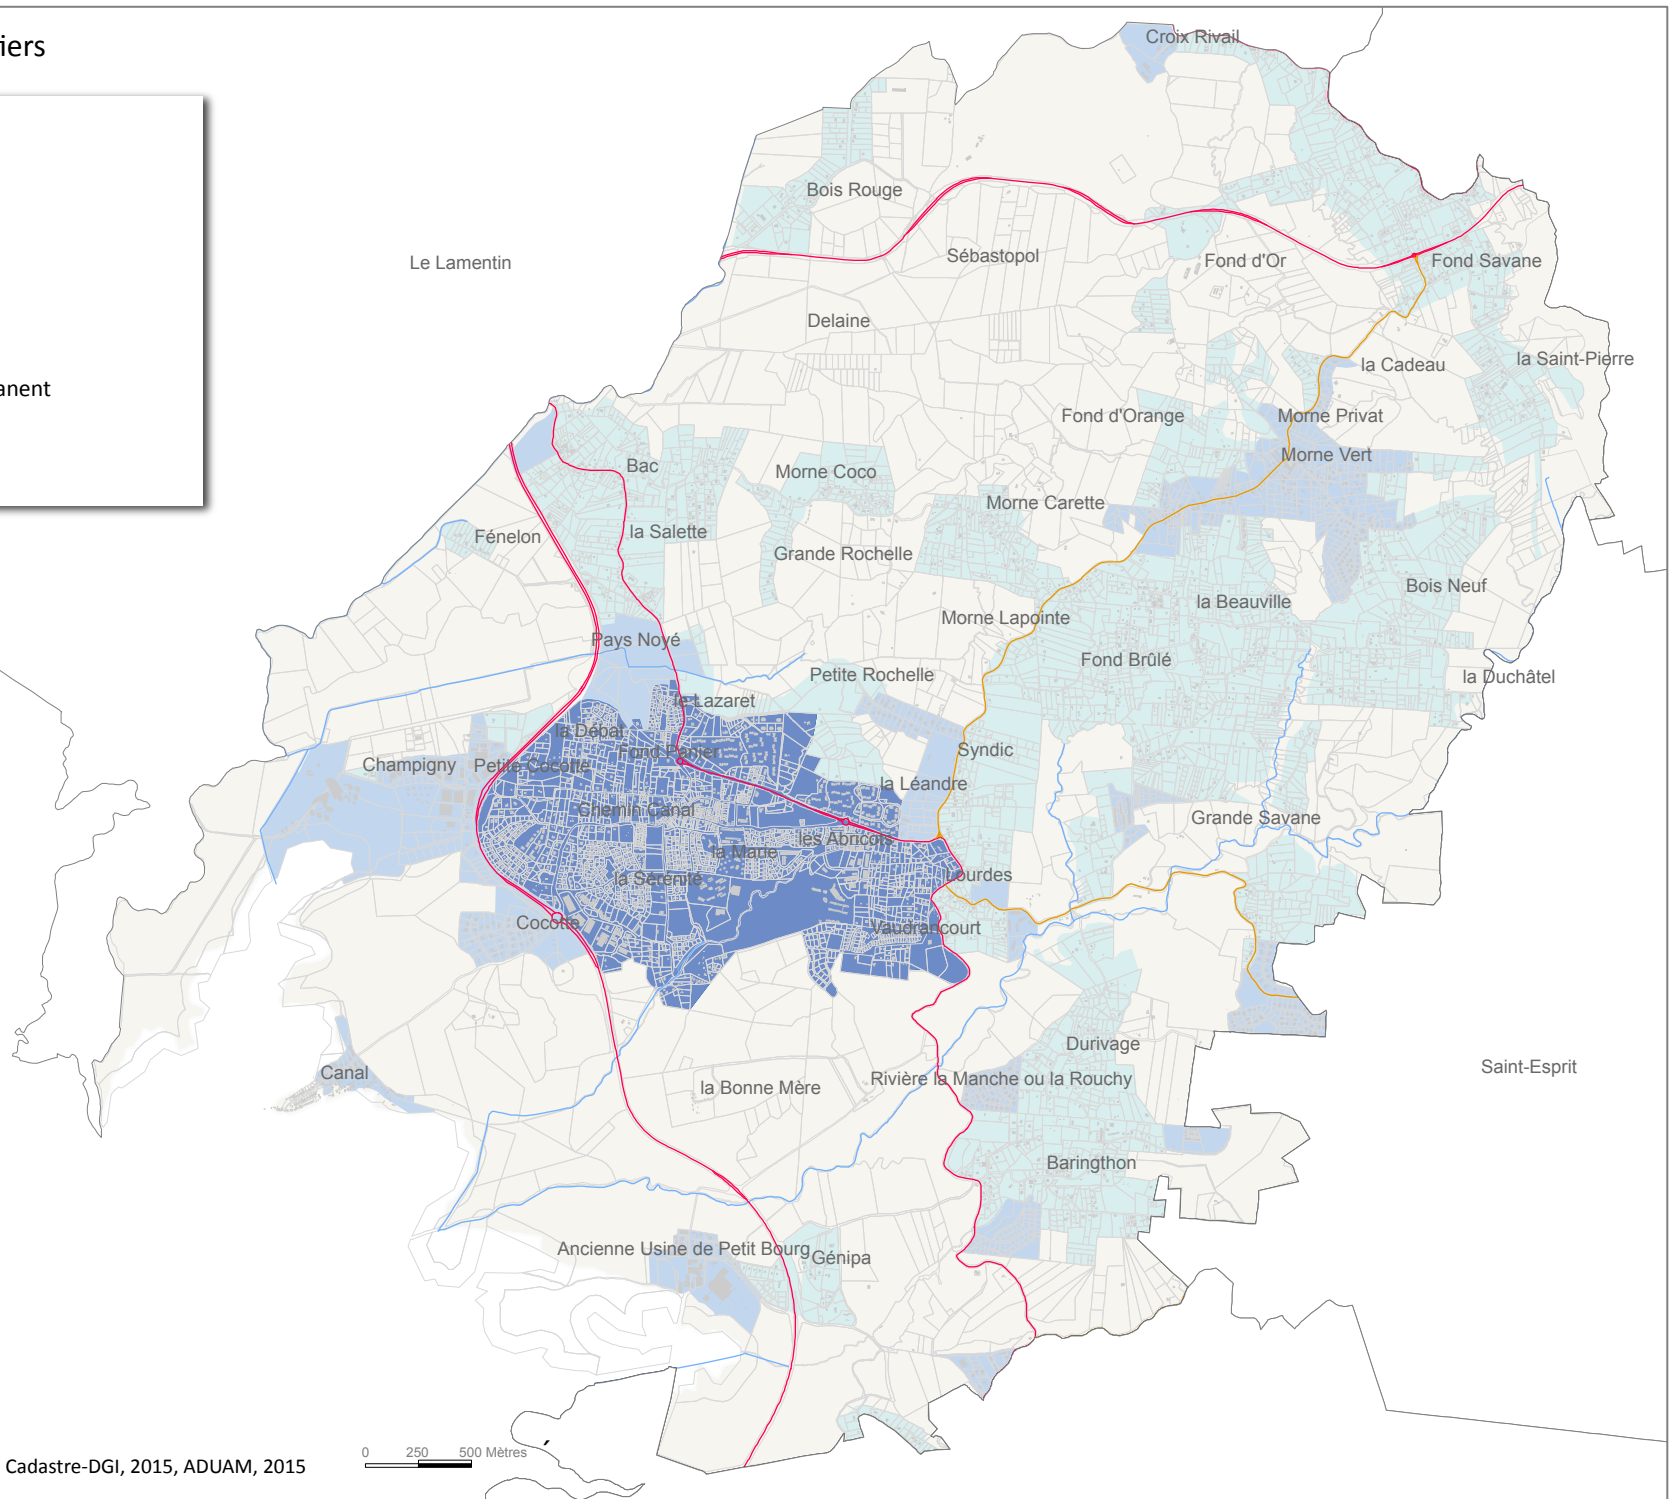 iers
anent
Croix Rivail
Bois Rouge
Le Lamentin
Sébastopol
Fond d'Or
Fond Savane
Delaine
la Saint-Pierre
la Cadeau
Fond d'Orange
Morne Privat
Morne Vert
Bac
Morne Coco
Morne Carette
la Salette
Fénelon
Grande Rochelle
Bois Neuf
la Beauville
Morne Lapointe
Pays Noyé
Fond Brûlé
Petite Rochelle
la Duchâtel
le Lazaret
la Débat
Fond Panier
Syndic
Champigny
Petite Cocotte
la Léandre
Chemin Canal
Grande Savane
les Abricots
la Marie
la Sérénité
Lourdes
Cocotte
Vaudrancourt
Durivage
Canal
la Bonne Mère
Rivière la Manche ou la Rouchy
Saint-Esprit
Baringthon
Ancienne Usine de Petit Bourg
Génipa
0 250 500 Mètres
Cadastre-DGI, 2015, ADUAM, 2015